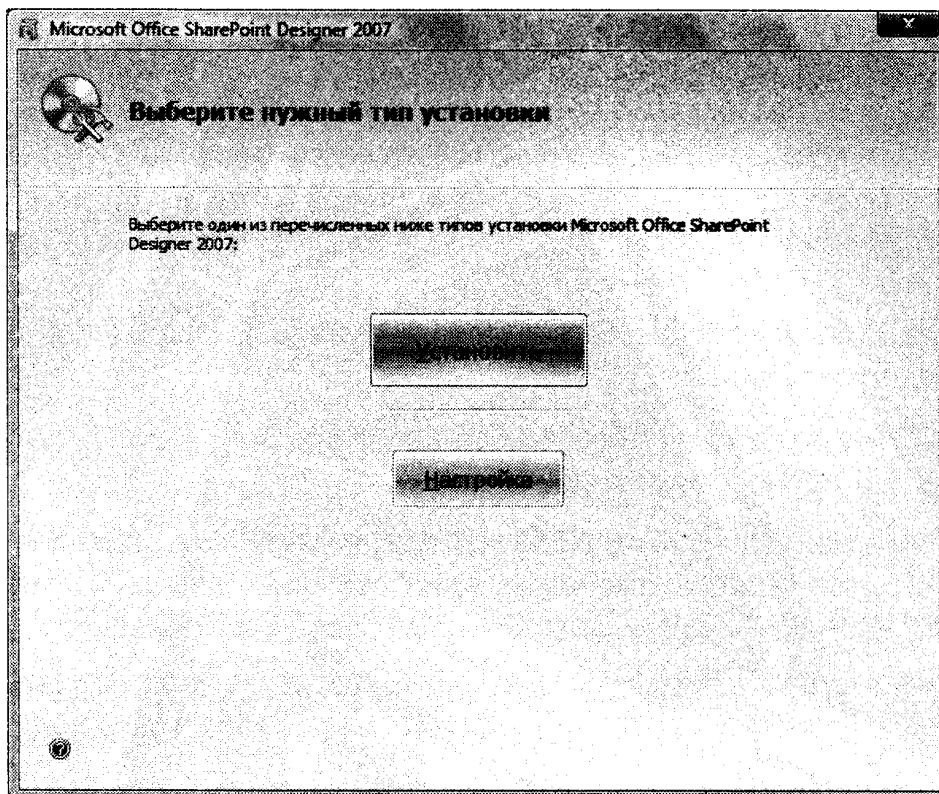 Microsoft Office SharePoint Designer 2007
Выберите нужный тип установки
Выберите один из перечисленных ниже типов установки Microsoft Office SharePoint
Designer 2007:
Установить
Настройка